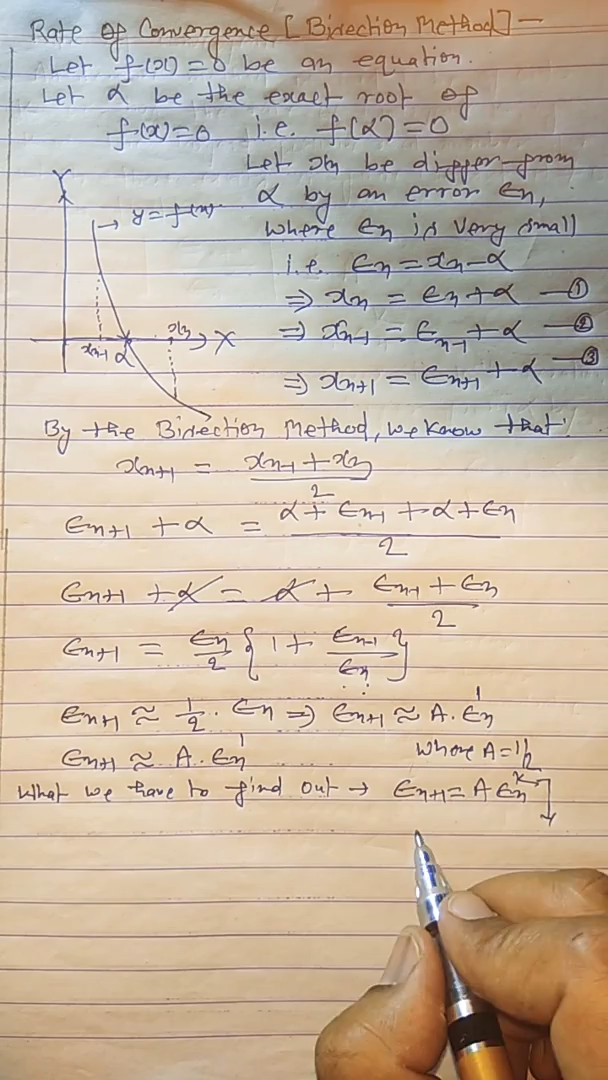 Rate of Convergence [Bisection Method] —
Let f(x)=0 be an equation.
Let α be the exact root of
f(x)=0 i.e. f(α)=0
Let xn be differ from
α by an error ϵn,
where ϵn is very small
i.e. ϵn = xn-α
⇒ xn = ϵn+α —①
⇒ xn-1 = ϵn-1 + α —②
⇒ xn+1 = ϵn+1 + α —③
Y
→ y=f(x)
xn-1 α xn → X
By the Bisection Method, we know that:
xn+1 = (xn-1 + xn)/2
ϵn+1 + α = (α + ϵn-1 + α + ϵn)/2
ϵn+1 + α = α + (ϵn-1 + ϵn)/2
ϵn+1 = ϵn/2 {1 + ϵn-1/ϵn}
ϵn+1 ≈ 1/2 · ϵn ⇒ ϵn+1 ≈ A. ϵn^1
ϵn+1 ≈ A. ϵn^1 where A=1/2
What we have to find out → ϵn+1 = A ϵn^k